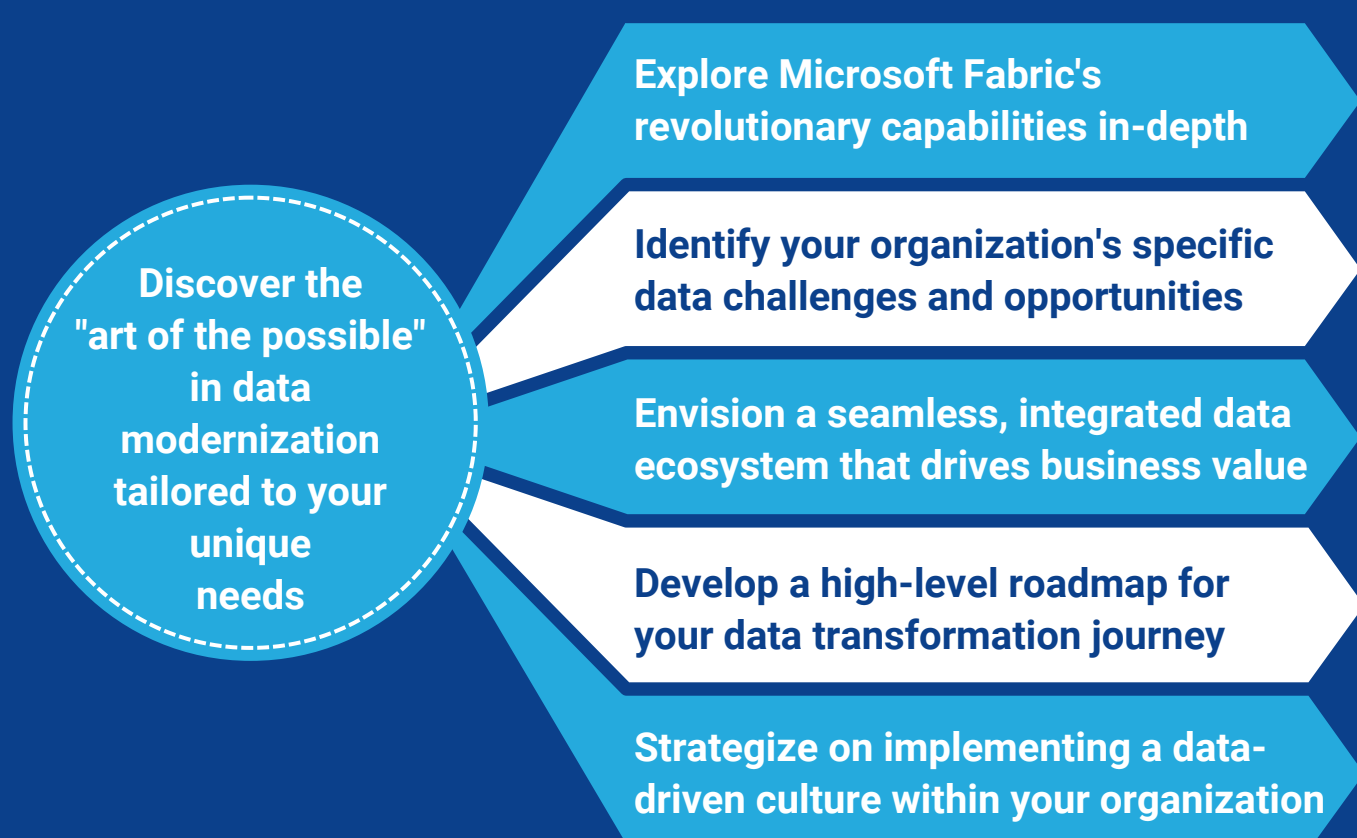 Discover the
"art of the possible"
in data
modernization
tailored to your
unique
needs
Explore Microsoft Fabric's
revolutionary capabilities in-depth
Identify your organization's specific
data challenges and opportunities
Envision a seamless, integrated data
ecosystem that drives business value
Develop a high-level roadmap for
your data transformation journey
Strategize on implementing a data-
driven culture within your organization